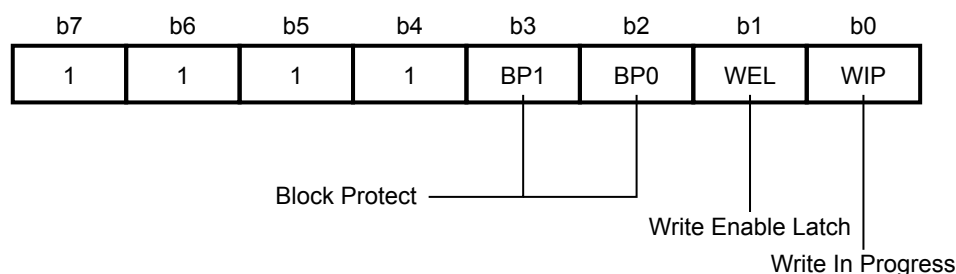 b7 b6 b5 b4 b3 b2 b1 b0
1 1 1 1 BP1 BP0 WEL WIP
Block Protect
Write Enable Latch
Write In Progress